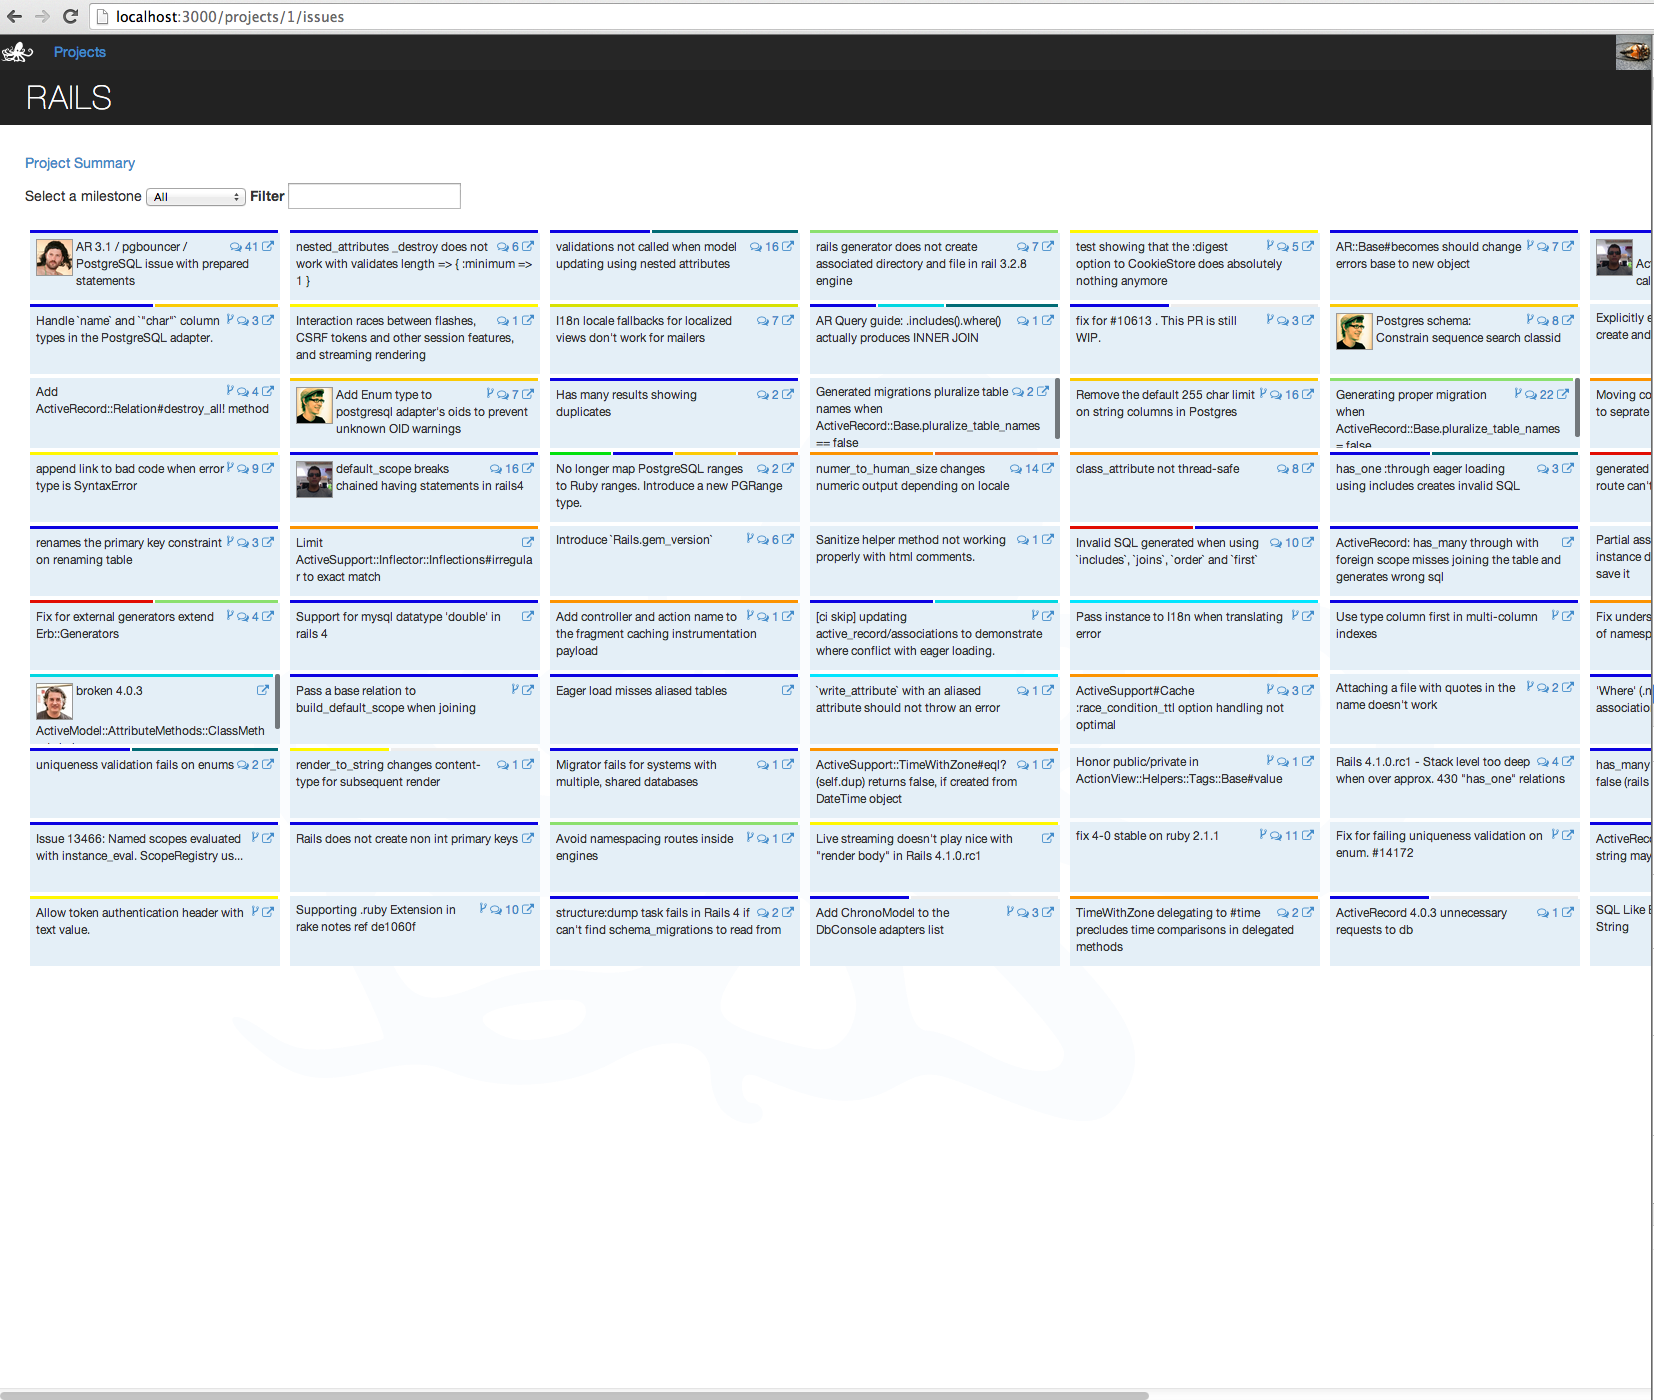 localhost:3000/projects/1/issues
Projects
RAILS
Project Summary
Select a milestone All Filter
AR 3.1 / pgbouncer / 41
PostgreSQL issue with prepared
statements
nested_attributes _destroy does not 6
work with validates length => { :minimum =>
1 }
validations not called when model 16
updating using nested attributes
rails generator does not create 7
associated directory and file in rail 3.2.8
engine
test showing that the :digest 5
option to CookieStore does absolutely
nothing anymore
AR::Base#becomes should change 7
errors base to new object
Ac
cal
Handle `name` and `"char"` column 3
types in the PostgreSQL adapter.
Interaction races between flashes, 1
CSRF tokens and other session features,
and streaming rendering
I18n locale fallbacks for localized 7
views don't work for mailers
AR Query guide: .includes().where() 1
actually produces INNER JOIN
fix for #10613 . This PR is still 3
WIP.
Postgres schema: 8
Constrain sequence search classid
Explicitly e
create and
Add 4
ActiveRecord::Relation#destroy_all! method
Add Enum type to 7
postgresql adapter's oids to prevent
unknown OID warnings
Has many results showing 2
duplicates
Generated migrations pluralize table 2
names when
ActiveRecord::Base.pluralize_table_names
== false
Remove the default 255 char limit 16
on string columns in Postgres
Generating proper migration 22
when
ActiveRecord::Base.pluralize_table_names
= false
Moving co
to seprate
append link to bad code when error 9
type is SyntaxError
default_scope breaks 16
chained having statements in rails4
No longer map PostgreSQL ranges 2
to Ruby ranges. Introduce a new PGRange
type.
numer_to_human_size changes 14
numeric output depending on locale
class_attribute not thread-safe 8
has_one :through eager loading 3
using includes creates invalid SQL
generated
route can't
renames the primary key constraint 3
on renaming table
Limit
ActiveSupport::Inflector::Inflections#irregula
r to exact match
Introduce `Rails.gem_version` 6
Sanitize helper method not working 1
properly with html comments.
Invalid SQL generated when using 10
`includes`, `joins`, `order` and `first`
ActiveRecord: has_many through with
foreign scope misses joining the table and
generates wrong sql
Partial ass
instance d
save it
Fix for external generators extend 4
Erb::Generators
Support for mysql datatype 'double' in
rails 4
Add controller and action name to 1
the fragment caching instrumentation
payload
[ci skip] updating
active_record/associations to demonstrate
where conflict with eager loading.
Pass instance to I18n when translating
error
Use type column first in multi-column
indexes
Fix unders
of namesp
broken 4.0.3
ActiveModel::AttributeMethods::ClassMeth
Pass a base relation to
build_default_scope when joining
Eager load misses aliased tables
`write_attribute` with an aliased 1
attribute should not throw an error
ActiveSupport#Cache 3
:race_condition_ttl option handling not
optimal
Attaching a file with quotes in the 2
name doesn't work
'Where' (.n
association
uniqueness validation fails on enums 2
render_to_string changes content- 1
type for subsequent render
Migrator fails for systems with 1
multiple, shared databases
ActiveSupport::TimeWithZone#eql? 1
(self.dup) returns false, if created from
DateTime object
Honor public/private in 1
ActionView::Helpers::Tags::Base#value
Rails 4.1.0.rc1 - Stack level too deep 4
when over approx. 430 "has_one" relations
has_many
false (rails
Issue 13466: Named scopes evaluated
with instance_eval. ScopeRegistry us...
Rails does not create non int primary keys
Avoid namespacing routes inside 1
engines
Live streaming doesn't play nice with
"render body" in Rails 4.1.0.rc1
fix 4-0 stable on ruby 2.1.1 11
Fix for failing uniqueness validation on
enum. #14172
ActiveReco
string may
Allow token authentication header with
text value.
Supporting .ruby Extension in 10
rake notes ref de1060f
structure:dump task fails in Rails 4 if 2
can't find schema_migrations to read from
Add ChronoModel to the 3
DbConsole adapters list
TimeWithZone delegating to #time 2
precludes time comparisons in delegated
methods
ActiveRecord 4.0.3 unnecessary 1
requests to db
SQL Like E
String